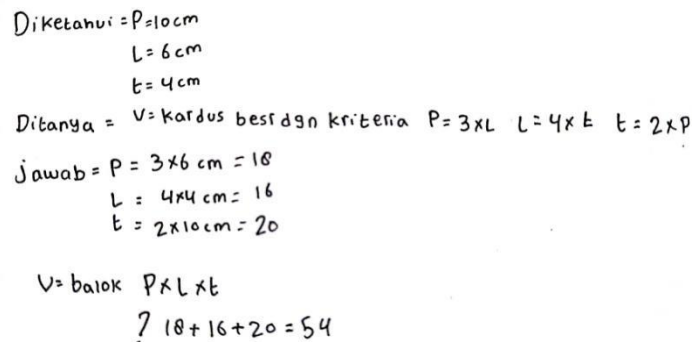 Diketahui = P=10cm
L = 6cm
t = 4cm
Ditanya = V= kardus besr dgn kriteria P= 3xL L= 4xt t= 2xp
jawab = P = 3x6 cm = 18
L = 4x4 cm = 16
t = 2x10cm = 20
V= balok PxLxt
? 18+16+20 = 54